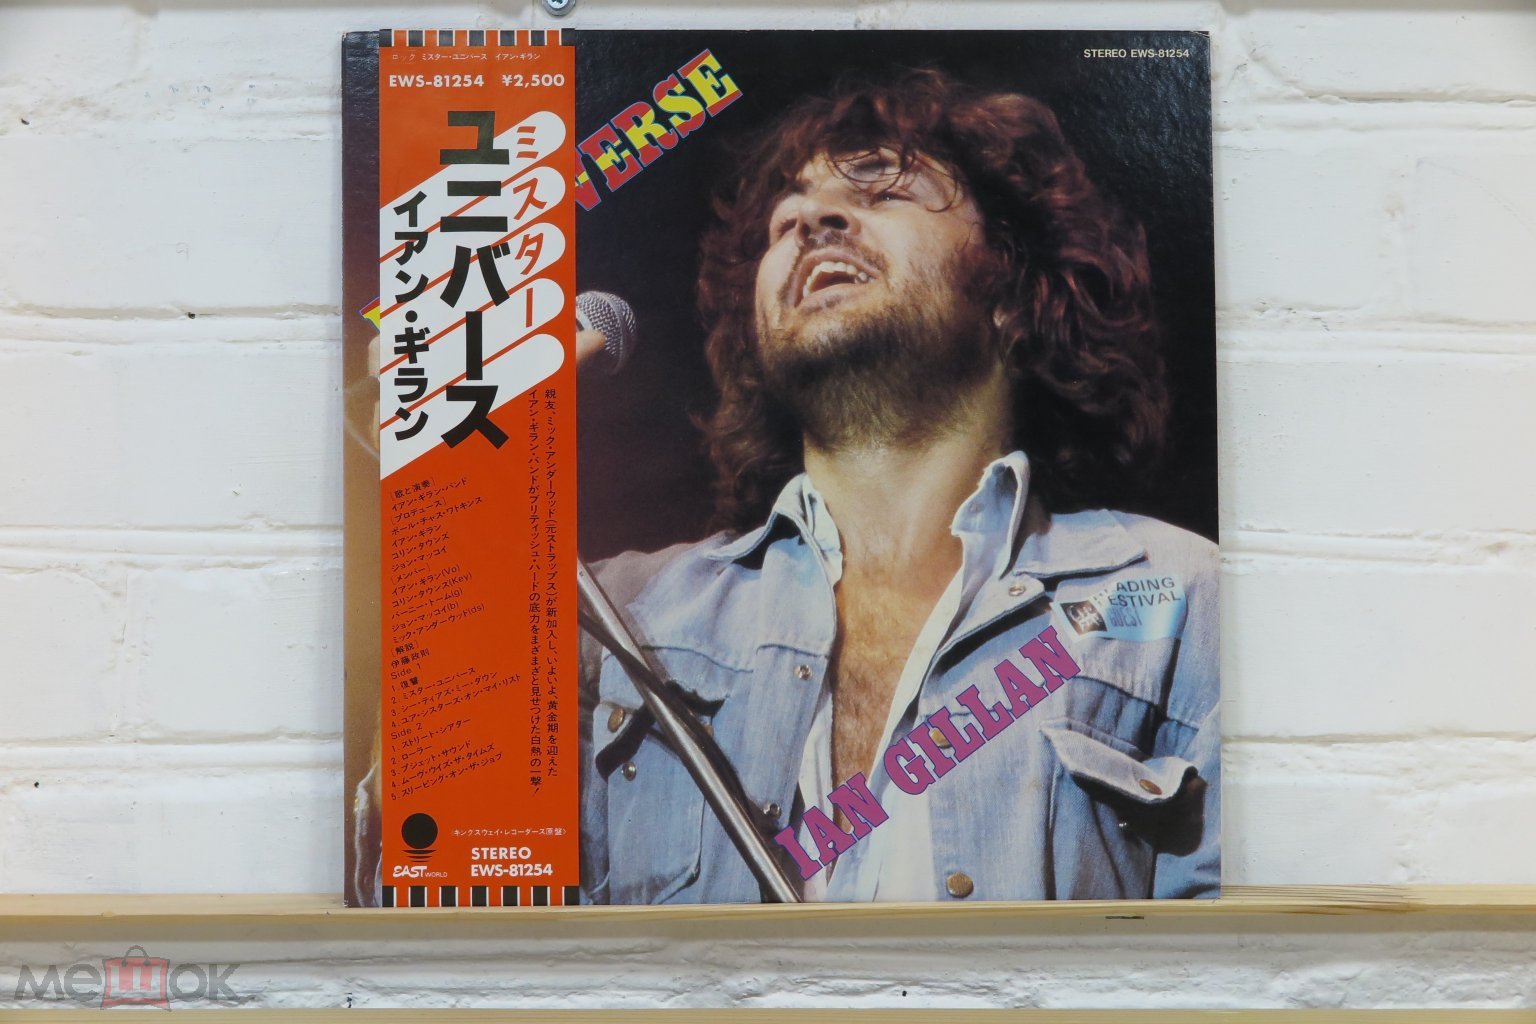 ロック ミスター・ユニバース イアン・ギラン
EWS-81254 ¥2,500
ミスター
ユニバース
イアン・ギラン
親友、ミック・アンダーウッド(元ストラップス)が新加入し、いよいよ、黄金期を迎えた
イアン・ギラン・バンドがブリティッシュ・ハードの底力をまざまざと見せつけた白熱の一撃!
〔歌と演奏〕
イアン・ギラン・バンド
〔プロデュース〕
ポール・チャス・ワトキンス
イアン・ギラン
コリン・タウンズ
ジョン・マッコイ
〔メンバー〕
イアン・ギラン(Vo)
コリン・タウンズ(Key)
バーニー・トーム(g)
ジョン・マッコイ(b)
ミック・アンダーウッド(ds)
〔解説〕
伊藤政則
Side 1
1. 復讐
2. ミスター・ユニバース
3. シー・ティアズ・ミー・ダウン
4. ユア・シスターズ・オン・マイ・リスト
Side 2
1. ストリート・シアター
2. ローラー
3. プジェット・サウンド
4. ムーヴ・ウィズ・ザ・タイムズ
5. スリーピング・オン・ザ・ジョブ
〈キングスウェイ・レコーダース原盤〉
EAST WORLD
STEREO
EWS-81254
VERSE
STEREO EWS-81254
ADING
ESTIVAL
GUEST
IAN GILLAN
мешок